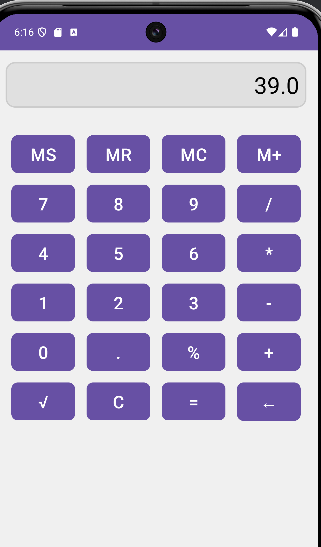 6:16
39.0
MS MR MC M+
7 8 9 /
4 5 6 *
1 2 3 -
0 . % +
√ C = ←